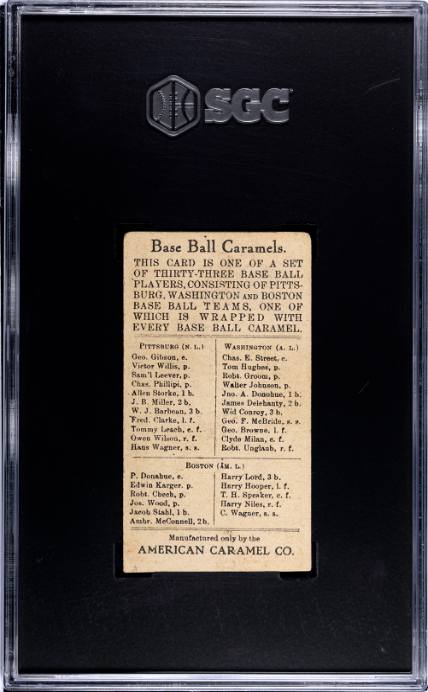 SGC
Base Ball Caramels.
THIS CARD IS ONE OF A SET
OF THIRTY-THREE BASE BALL
PLAYERS, CONSISTING OF PITTS-
BURG, WASHINGTON AND BOSTON
BASE BALL TEAMS, ONE OF
WHICH IS WRAPPED WITH
EVERY BASE BALL CARAMEL.
PITTSBURG (N. L.)
Geo. Gibson, c.
Victor Willis, p.
Sam'l Leever, p.
Chas. Phillipi, p.
Allen Storke, 1 b.
J. B. Miller, 2 b.
W. J. Barbeau, 3 b.
Fred. Clarke, l. f.
Tommy Leach, c. f.
Owen Wilson, r. f.
Hans Wagner, s. s.
WASHINGTON (A. L.)
Chas. E. Street, c.
Tom Hughes, p.
Robt. Groom, p.
Walter Johnson, p.
Jno. A. Donohue, 1 b.
James Delehanty, 2 b.
Wid Conroy, 3 b.
Geo. F. McBride, s. s.
Geo. Browne, l. f.
Clyde Milan, c. f.
Robt. Unglaub, r. f.
BOSTON (AM. L.)
P. Donahue, c.
Edwin Karger, p.
Robt. Chech, p.
Jos. Wood, p.
Jacob Stahl, 1 b.
Ambr. McConnell, 2 b.
Harry Lord, 3 b.
Harry Hooper, l. f.
T. H. Speaker, c. f.
Harry Niles, r. f.
C. Wagner, s. s.
Manufactured only by the
AMERICAN CARAMEL CO.